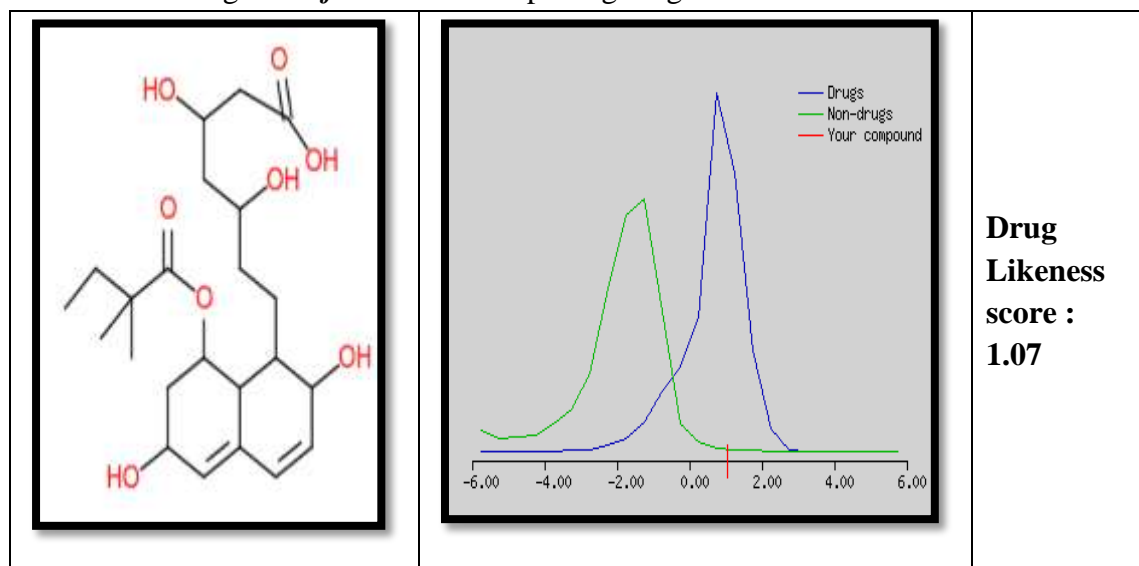 O
HO
OH
OH
O
O
OH
HO
Drugs
Non-drugs
Your compound
-6.00 -4.00 -2.00 0.00 2.00 4.00 6.00
Drug
Likeness
score :
1.07